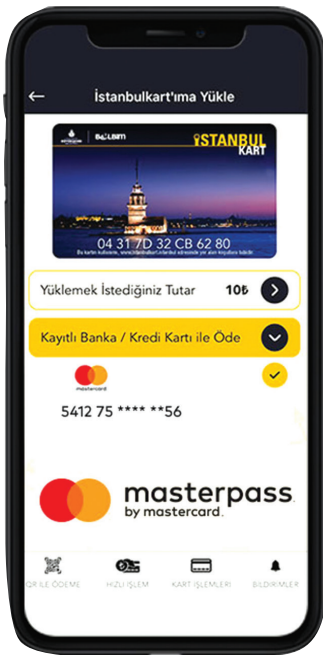 İstanbulkart'ıma Yükle
BELBİM
İSTANBUL
KART
04 31 7D 32 CB 62 80
Yüklemek İstediğiniz Tutar 10₺
Kayıtlı Banka / Kredi Kartı ile Öde
mastercard
5412 75 **** **56
masterpass
by mastercard.
QR İLE ÖDEME HIZLI İŞLEM KART İŞLEMLERİ BİLDİRİMLER